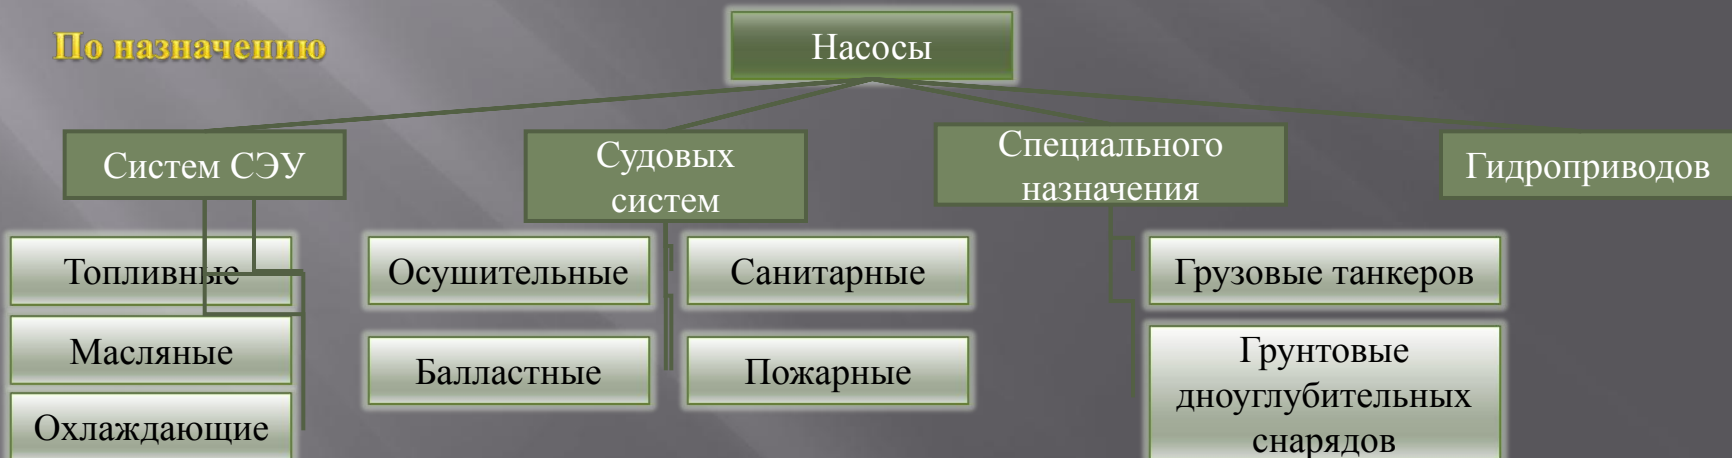 По назначению
Насосы
Систем СЭУ
Судовых
систем
Специального
назначения
Гидроприводов
Топливные
Масляные
Охлаждающие
Осушительные
Санитарные
Балластные
Пожарные
Грузовые танкеров
Грунтовые
дноуглубительных
снарядов